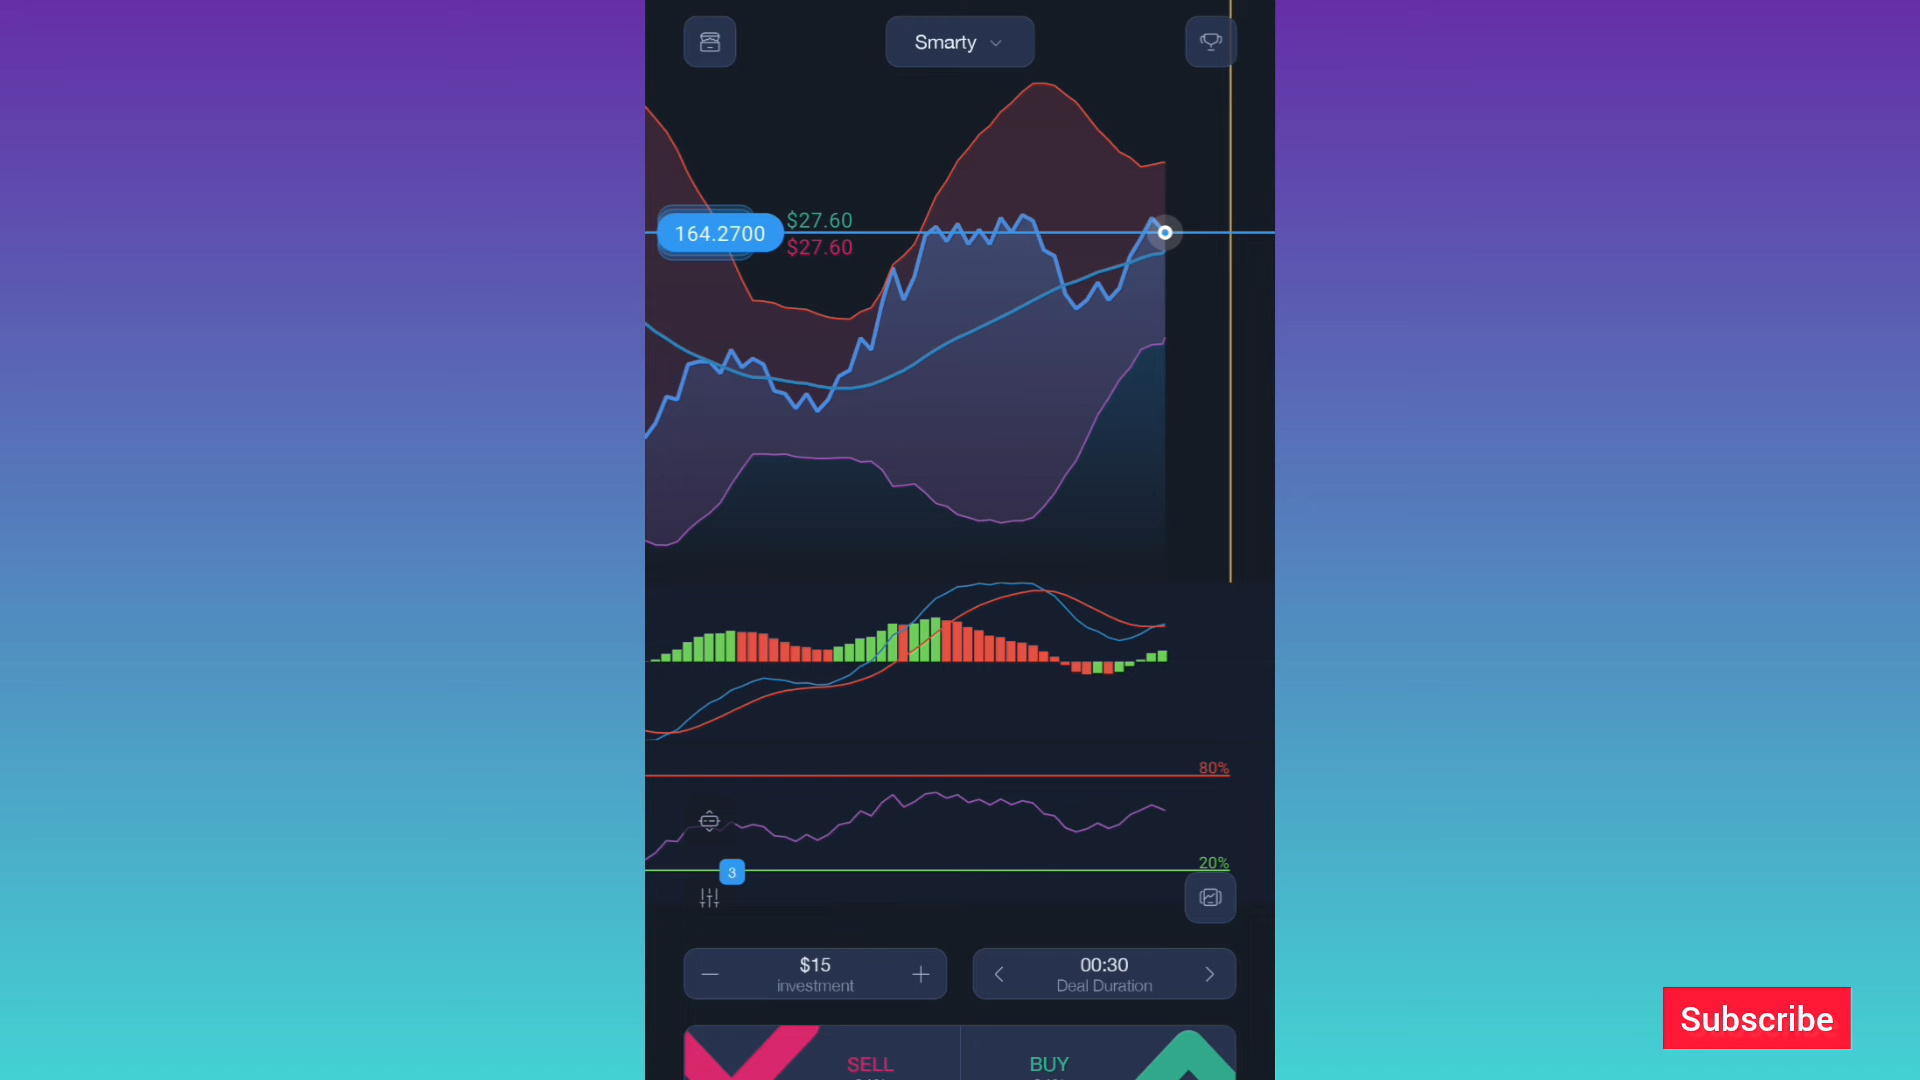 Smarty
$27.60
164.2700
$27.60
80%
20%
3
$15
investment
00:30
Deal Duration
SELL
BUY
Subscribe